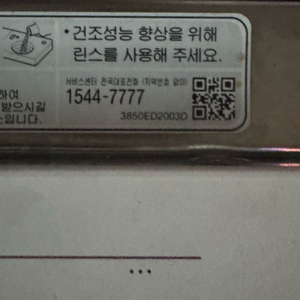 • 건조성능 향상을 위해
린스를 사용해 주세요.
하여
받으시길
소입니다.
서비스센터 전국대표전화 (지역번호 없이)
1544-7777
3850ED2003D